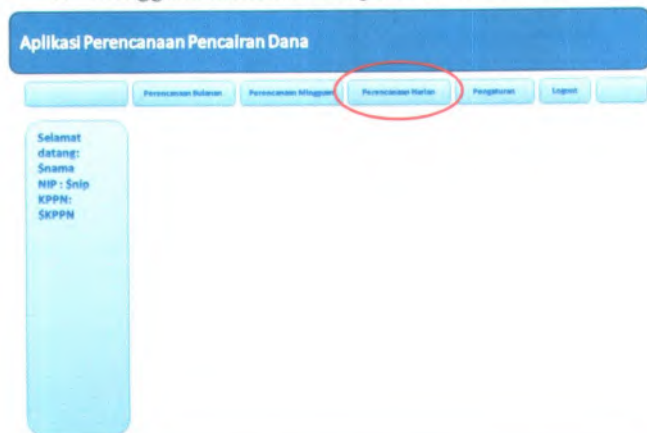 Aplikasi Perencanaan Pencairan Dana
Perencanaan Bulanan Perencanaan Mingguan Perencanaan Harian Pengaturan Logout
Selamat
datang:
$nama
NIP : $nip
KPPN:
$KPPN